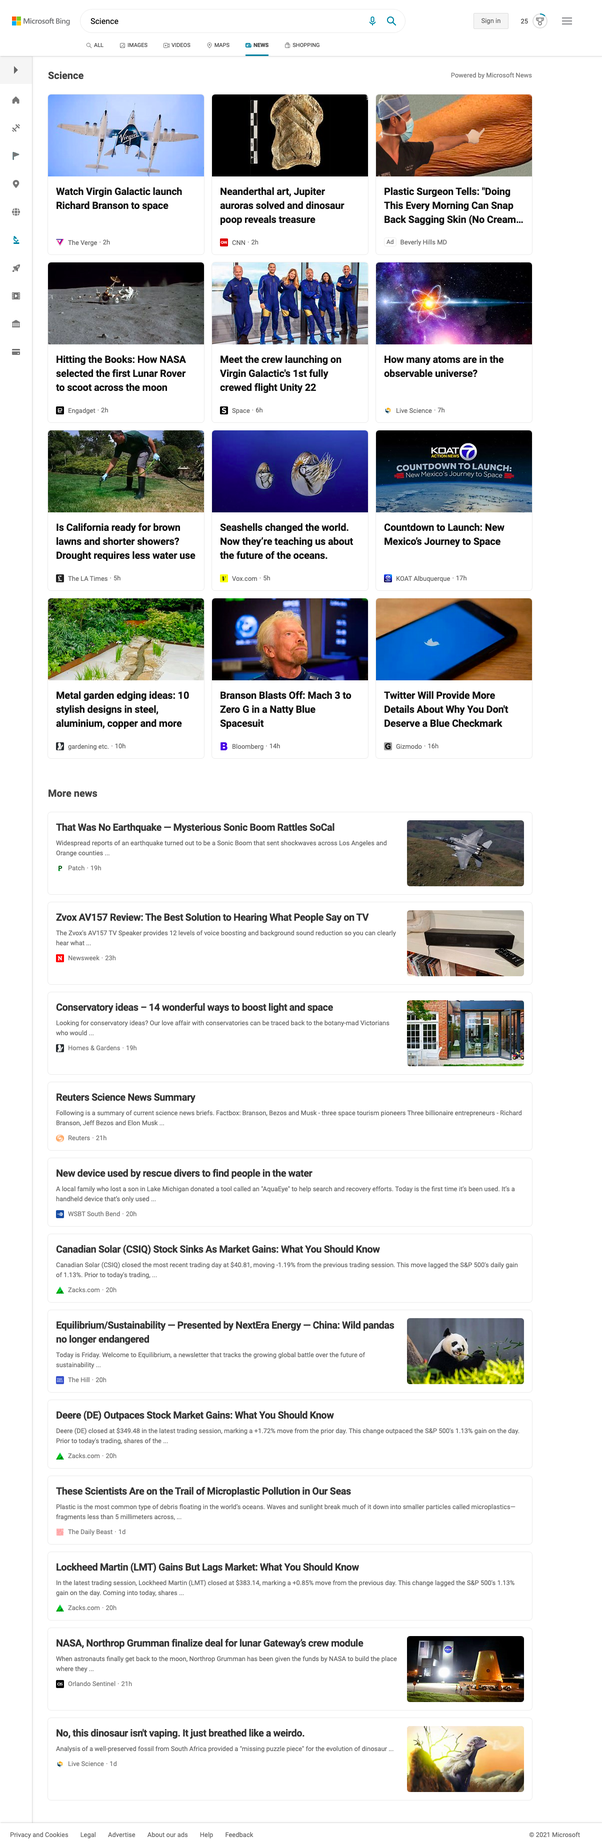 Microsoft Bing
Science
Sign in
25
ALL
IMAGES
VIDEOS
MAPS
NEWS
SHOPPING
Science
Powered by Microsoft News
Watch Virgin Galactic launch
Richard Branson to space
The Verge · 2h
Neanderthal art, Jupiter
auroras solved and dinosaur
poop reveals treasure
CNN · 2h
Plastic Surgeon Tells: "Doing
This Every Morning Can Snap
Back Sagging Skin (No Cream...
Ad Beverly Hills MD
Hitting the Books: How NASA
selected the first Lunar Rover
to scoot across the moon
Engadget · 2h
Meet the crew launching on
Virgin Galactic's 1st fully
crewed flight Unity 22
Space · 6h
How many atoms are in the
observable universe?
Live Science · 7h
Is California ready for brown
lawns and shorter showers?
Drought requires less water use
The LA Times · 5h
Seashells changed the world.
Now they're teaching us about
the future of the oceans.
Vox.com · 5h
KOAT 7
ACTION NEWS
COUNTDOWN TO LAUNCH:
New Mexico's Journey to Space
Countdown to Launch: New
Mexico's Journey to Space
KOAT Albuquerque · 17h
Metal garden edging ideas: 10
stylish designs in steel,
aluminium, copper and more
gardening etc. · 10h
Branson Blasts Off: Mach 3 to
Zero G in a Natty Blue
Spacesuit
Bloomberg · 14h
Twitter Will Provide More
Details About Why You Don't
Deserve a Blue Checkmark
Gizmodo · 16h
More news
That Was No Earthquake — Mysterious Sonic Boom Rattles SoCal
Widespread reports of an earthquake turned out to be a Sonic Boom that sent shockwaves across Los Angeles and
Orange counties ...
Patch · 19h
Zvox AV157 Review: The Best Solution to Hearing What People Say on TV
The Zvox's AV157 TV Speaker provides 12 levels of voice boosting and background sound reduction so you can clearly
hear what ...
Newsweek · 23h
Conservatory ideas – 14 wonderful ways to boost light and space
Looking for conservatory ideas? Our love affair with conservatories can be traced back to the botany-mad Victorians
who would ...
Homes & Gardens · 19h
Reuters Science News Summary
Following is a summary of current science news briefs. Factbox: Branson, Bezos and Musk - three space tourism pioneers Three billionaire entrepreneurs - Richard
Branson, Jeff Bezos and Elon Musk ...
Reuters · 21h
New device used by rescue divers to find people in the water
A local family who lost a son in Lake Michigan donated a tool called an "AquaEye" to help search and recovery efforts. Today is the first time it's been used. It's a
handheld device that's only used ...
WSBT South Bend · 20h
Canadian Solar (CSIQ) Stock Sinks As Market Gains: What You Should Know
Canadian Solar (CSIQ) closed the most recent trading day at $40.81, moving -1.19% from the previous trading session. This move lagged the S&P 500's daily gain
of 1.13%. Prior to today's trading, ...
Zacks.com · 20h
Equilibrium/Sustainability — Presented by NextEra Energy — China: Wild pandas
no longer endangered
Today is Friday. Welcome to Equilibrium, a newsletter that tracks the growing global battle over the future of
sustainability ...
The Hill · 20h
Deere (DE) Outpaces Stock Market Gains: What You Should Know
Deere (DE) closed at $349.48 in the latest trading session, marking a +1.72% move from the prior day. This change outpaced the S&P 500's 1.13% gain on the day.
Prior to today's trading, shares of the ...
Zacks.com · 20h
These Scientists Are on the Trail of Microplastic Pollution in Our Seas
Plastic is the most common type of debris floating in the world's oceans. Waves and sunlight break much of it down into smaller particles called microplastics—
fragments less than 5 millimeters across, ...
The Daily Beast · 1d
Lockheed Martin (LMT) Gains But Lags Market: What You Should Know
In the latest trading session, Lockheed Martin (LMT) closed at $383.14, marking a +0.85% move from the previous day. This change lagged the S&P 500's 1.13%
gain on the day. Coming into today, shares ...
Zacks.com · 20h
NASA, Northrop Grumman finalize deal for lunar Gateway's crew module
When astronauts finally get back to the moon, Northrop Grumman has been given the funds by NASA to build the place
where they ...
Orlando Sentinel · 21h
No, this dinosaur isn't vaping. It just breathed like a weirdo.
Analysis of a well-preserved fossil from South Africa provided a "missing puzzle piece" for the evolution of dinosaur ...
Live Science · 1d
Privacy and Cookies
Legal
Advertise
About our ads
Help
Feedback
© 2021 Microsoft